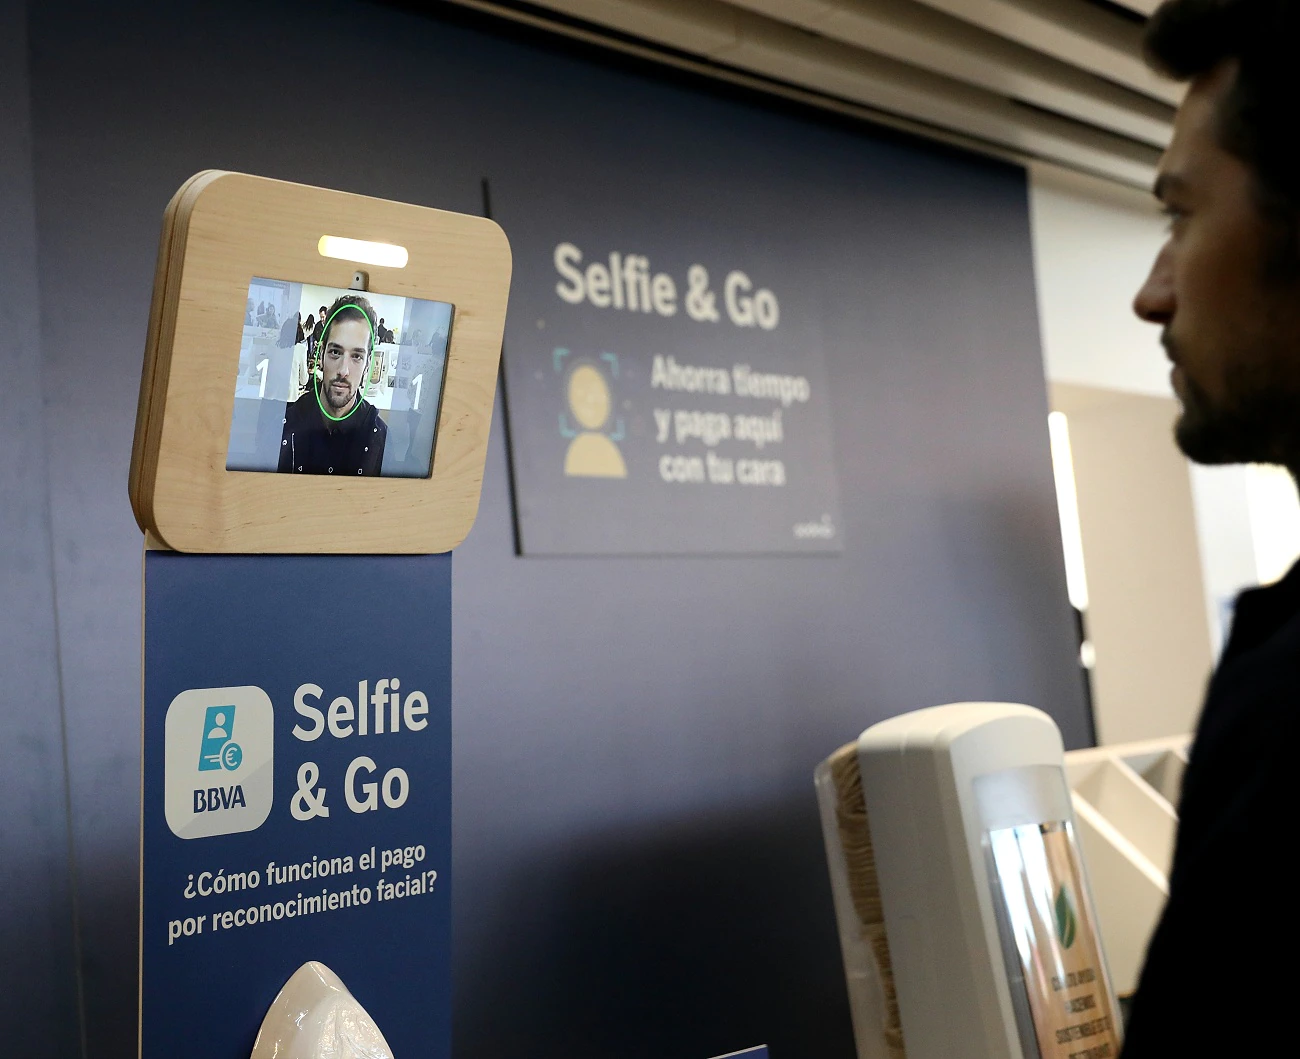 Selfie & Go
Ahorra tiempo
y paga aquí
con tu cara
1
1
BBVA
Selfie
& Go
¿Cómo funciona el pago
por reconocimiento facial?